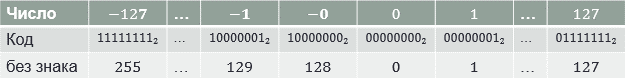 Число −127 ... −1 −0 0 1 ... 127
Код 11111111₂ ... 10000001₂ 10000000₂ 00000000₂ 00000001₂ ... 01111111₂
без знака 255 ... 129 128 0 1 ... 127